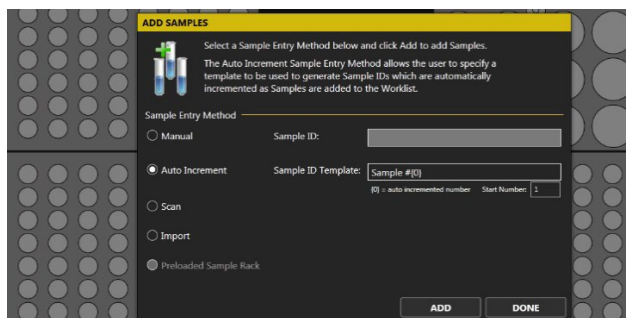 ADD SAMPLES
Select a Sample Entry Method below and click Add to add Samples.
The Auto Increment Sample Entry Method allows the user to specify a
template to be used to generate Sample IDs which are automatically
incremented as Samples are added to the Worklist.
Sample Entry Method
Manual Sample ID:
Auto Increment Sample ID Template: Sample #{0}
{0} = auto incremented number Start Number: 1
Scan
Import
Preloaded Sample Rack
ADD DONE